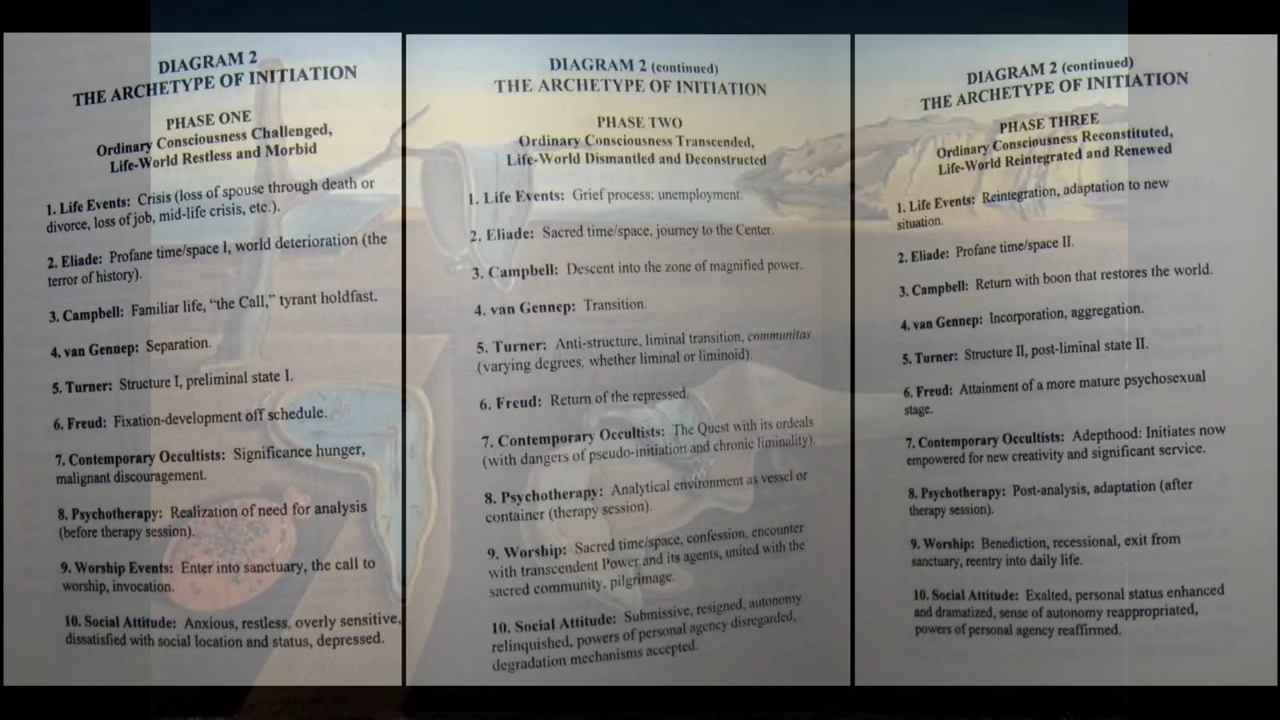 DIAGRAM 2
THE ARCHETYPE OF INITIATION
PHASE ONE
Ordinary Consciousness Challenged,
Life-World Restless and Morbid
1. Life Events: Crisis (loss of spouse through death or
divorce, loss of job, mid-life crisis, etc.).
2. Eliade: Profane time/space I, world deterioration (the
terror of history).
3. Campbell: Familiar life, “the Call,” tyrant holdfast.
4. van Gennep: Separation.
5. Turner: Structure I, preliminal state I.
6. Freud: Fixation-development off schedule.
7. Contemporary Occultists: Significance hunger,
malignant discouragement.
8. Psychotherapy: Realization of need for analysis
(before therapy session).
9. Worship Events: Enter into sanctuary, the call to
worship, invocation.
10. Social Attitude: Anxious, restless, overly sensitive,
dissatisfied with social location and status, depressed.
DIAGRAM 2 (continued)
THE ARCHETYPE OF INITIATION
PHASE TWO
Ordinary Consciousness Transcended,
Life-World Dismantled and Deconstructed
1. Life Events: Grief process; unemployment.
2. Eliade: Sacred time/space, journey to the Center.
3. Campbell: Descent into the zone of magnified power.
4. van Gennep: Transition.
5. Turner: Anti-structure, liminal transition, communitas
(varying degrees, whether liminal or liminoid).
6. Freud: Return of the repressed.
7. Contemporary Occultists: The Quest with its ordeals
(with dangers of pseudo-initiation and chronic liminality).
8. Psychotherapy: Analytical environment as vessel or
container (therapy session).
9. Worship: Sacred time/space, confession, encounter
with transcendent Power and its agents, united with the
sacred community, pilgrimage.
10. Social Attitude: Submissive, resigned, autonomy
relinquished, powers of personal agency disregarded,
degradation mechanisms accepted.
DIAGRAM 2 (continued)
THE ARCHETYPE OF INITIATION
PHASE THREE
Ordinary Consciousness Reconstituted,
Life-World Reintegrated and Renewed
1. Life Events: Reintegration, adaptation to new
situation.
2. Eliade: Profane time/space II.
3. Campbell: Return with boon that restores the world.
4. van Gennep: Incorporation, aggregation.
5. Turner: Structure II, post-liminal state II.
6. Freud: Attainment of a more mature psychosexual
stage.
7. Contemporary Occultists: Adepthood: Initiates now
empowered for new creativity and significant service.
8. Psychotherapy: Post-analysis, adaptation (after
therapy session).
9. Worship: Benediction, recessional, exit from
sanctuary, reentry into daily life.
10. Social Attitude: Exalted, personal status enhanced
and dramatized, sense of autonomy reappropriated,
powers of personal agency reaffirmed.